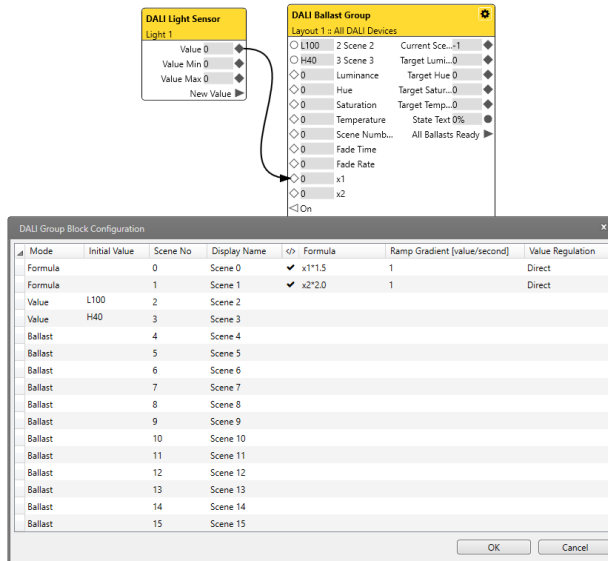 DALI Light Sensor
Light 1
Value 0
Value Min 0
Value Max 0
New Value
DALI Ballast Group
Layout 1 :: All DALI Devices
L100 2 Scene 2 Current Sce...-1
H40 3 Scene 3 Target Lumi...0
0 Luminance Target Hue 0
0 Hue Target Satur...0
0 Saturation Target Temp...0
0 Temperature State Text 0%
0 Scene Numb... All Ballasts Ready
0 Fade Time
0 Fade Rate
0 x1
0 x2
On
DALI Group Block Configuration x
Mode Initial Value Scene No Display Name </> Formula Ramp Gradient [value/second] Value Regulation
Formula 0 Scene 0 ✔ x1*1.5 1 Direct
Formula 1 Scene 1 ✔ x2*2.0 1 Direct
Value L100 2 Scene 2
Value H40 3 Scene 3
Ballast 4 Scene 4
Ballast 5 Scene 5
Ballast 6 Scene 6
Ballast 7 Scene 7
Ballast 8 Scene 8
Ballast 9 Scene 9
Ballast 10 Scene 10
Ballast 11 Scene 11
Ballast 12 Scene 12
Ballast 13 Scene 13
Ballast 14 Scene 14
Ballast 15 Scene 15
OK Cancel